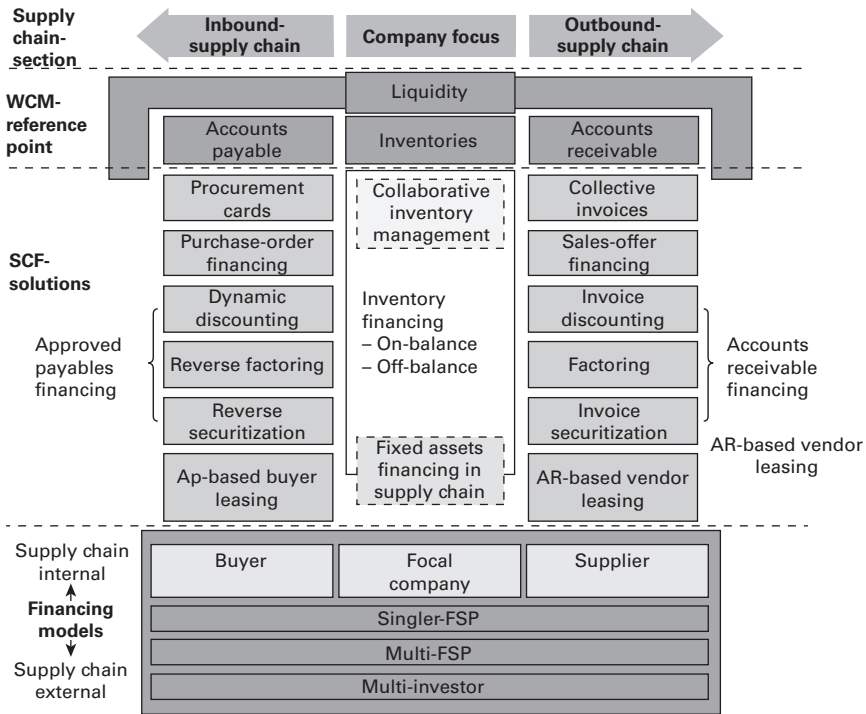 Supply
chain-
section
Inbound-
supply chain
Company focus
Outbound-
supply chain
WCM-
reference
point
Liquidity
Accounts
payable
Inventories
Accounts
receivable
SCF-
solutions
Procurement
cards
Collaborative
inventory
management
Collective
invoices
Purchase-order
financing
Sales-offer
financing
Approved
payables
financing
Dynamic
discounting
Inventory
financing
– On-balance
– Off-balance
Invoice
discounting
Reverse factoring
Factoring
Accounts
receivable
financing
Reverse
securitization
Invoice
securitization
Ap-based buyer
leasing
Fixed assets
financing in
supply chain
AR-based vendor
leasing
AR-based vendor
leasing
Supply chain
internal
Financing
models
Supply chain
external
Buyer
Focal
company
Supplier
Singler-FSP
Multi-FSP
Multi-investor